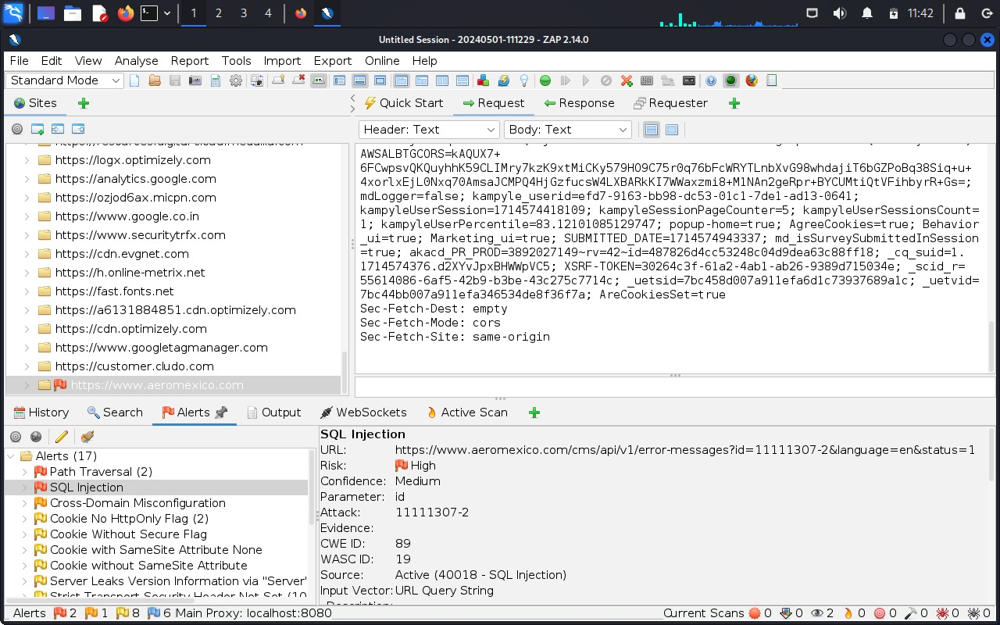 1 2 3 4 11:42
Untitled Session - 20240501-111229 - ZAP 2.14.0
File Edit View Analyse Report Tools Import Export Online Help
Standard Mode
Sites
Quick Start Request Response Requester
Header: Text Body: Text
https://logx.optimizely.com
https://analytics.google.com
https://ozjod6ax.micpn.com
https://www.google.co.in
https://www.securitytrfx.com
https://cdn.evgnet.com
https://h.online-metrix.net
https://fast.fonts.net
https://a6131884851.cdn.optimizely.com
https://cdn.optimizely.com
https://www.googletagmanager.com
https://customer.cludo.com
https://www.aeromexico.com
AWSALBTGCORS=kAQUX7+
6FCwpsvQKQuyhhK59CLIMry7kzK9xtMiCKy579HO9C75r0q76bFcWRYTLnbXvG98whdajiT6bGZPoBq38Siq+u+
4xorlxEjL0Nxq70AmsaJCMPQ4HjGzfucsW4LXBARkKI7WWaxzmi8+M1NAn2geRpr+BYCUMtiQtVFihbyrR+Gs=;
mdLogger=false; kampyle_userid=efd7-9163-bb98-dc53-01c1-7de1-ad13-0641;
kampyleUserSession=1714574418109; kampyleSessionPageCounter=5; kampyleUserSessionsCount=
1; kampyleUserPercentile=83.12101085129747; popup-home=true; AgreeCookies=true; Behavior
_ui=true; Marketing_ui=true; SUBMITTED_DATE=1714574943337; md_isSurveySubmittedInSession
=true; akacd_PR_PROD=3892027149~rv=42~id=487826d4cc53248c04d9dea63c88ff18; _cq_suid=1.
1714574376.d2XYvJpxBHWWpVC5; XSRF-TOKEN=30264c3f-61a2-4ab1-ab26-9389d715034e; _scid_r=
55614086-6af5-42b9-b3be-43c275c7714c; _uetsid=7bc458d007a911efa6d1c73937689a1c; _uetvid=
7bc44bb007a911efa346534de8f36f7a; AreCookiesSet=true
Sec-Fetch-Dest: empty
Sec-Fetch-Mode: cors
Sec-Fetch-Site: same-origin
History Search Alerts Output WebSockets Active Scan
Alerts (17)
Path Traversal (2)
SQL Injection
Cross-Domain Misconfiguration
Cookie No HttpOnly Flag (2)
Cookie Without Secure Flag
Cookie with SameSite Attribute None
Cookie without SameSite Attribute
Server Leaks Version Information via "Server"
Strict Transport Security Header Not Set (10
SQL Injection
URL: https://www.aeromexico.com/cms/api/v1/error-messages?id=11111307-2&language=en&status=1
Risk: High
Confidence: Medium
Parameter: id
Attack: 11111307-2
Evidence:
CWE ID: 89
WASC ID: 19
Source: Active (40018 - SQL Injection)
Input Vector: URL Query String
Description:
Alerts 2 1 8 6 Main Proxy: localhost:8080 Current Scans 0 0 2 0 0 0 0 0